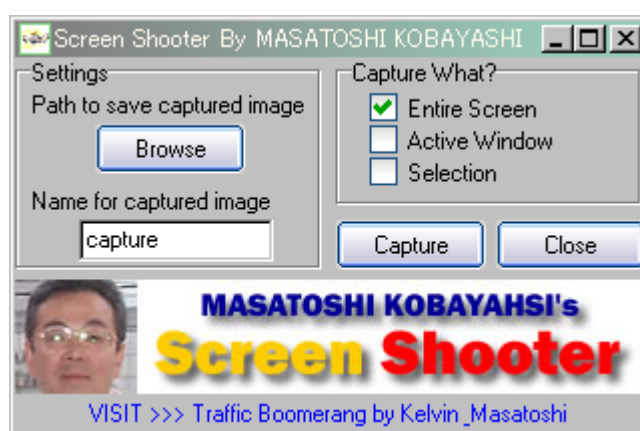 Screen Shooter By MASATOSHI KOBAYASHI
Settings
Path to save captured image
Browse
Name for captured image
capture
Capture What?
Entire Screen
Active Window
Selection
Capture
Close
MASATOSHI KOBAYAHSI's
Screen Shooter
VISIT >>> Traffic Boomerang by Kelvin_Masatoshi